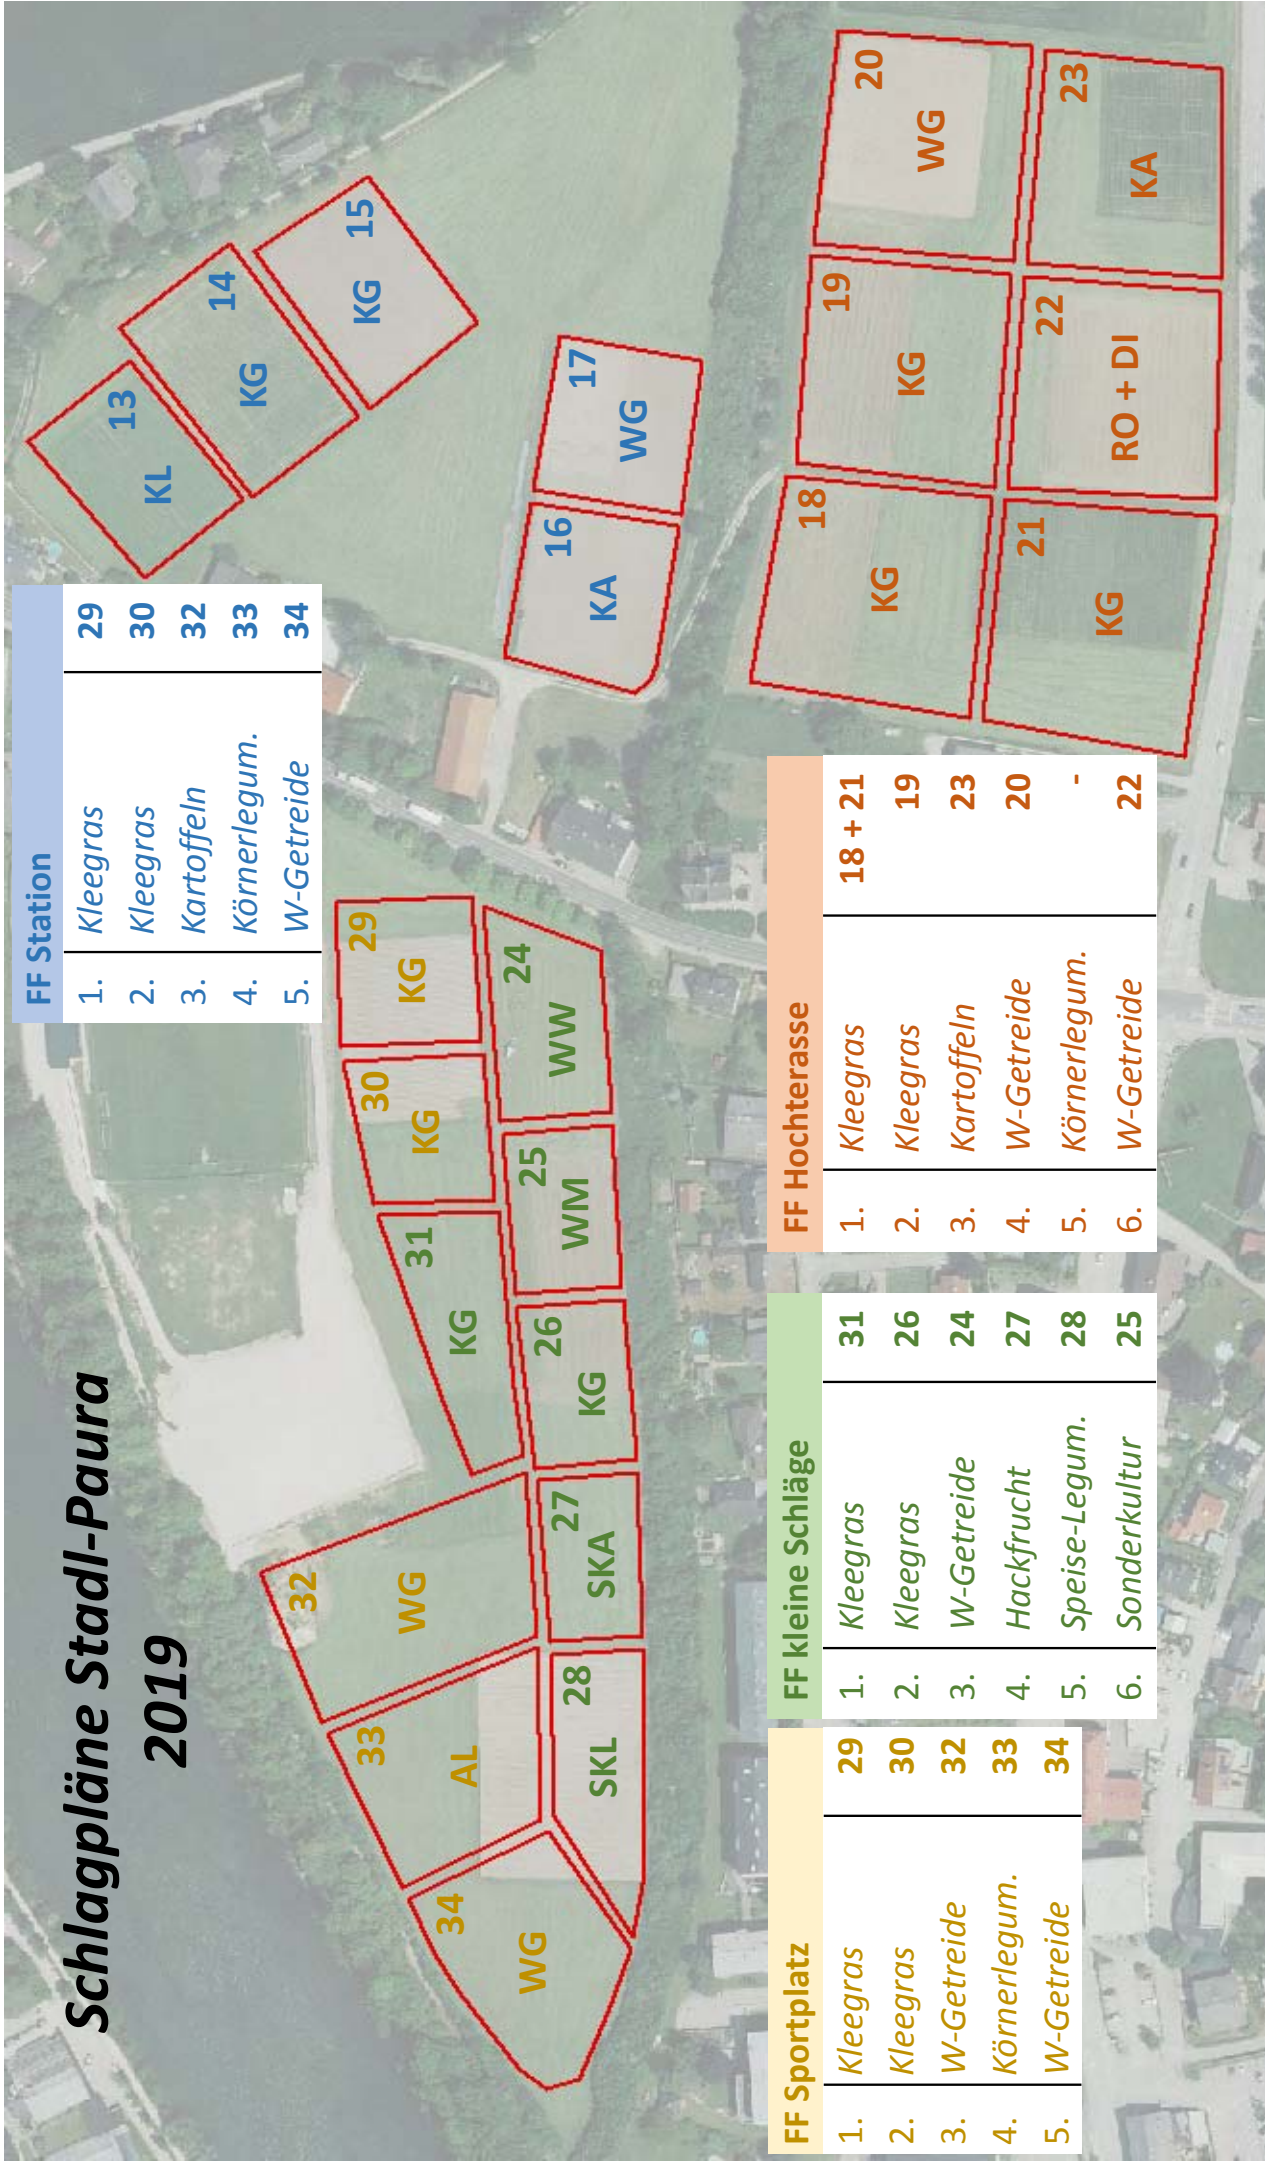 Schlagpläne Stadl-Paura
2019
FF Station
1. Kleegras 29
2. Kleegras 30
3. Kartoffeln 32
4. Körnerlegum. 33
5. W-Getreide 34
13
KL
14
KG
15
KG
16
KA
17
WG
34
WG
33
AL
32
WG
31
KG
30
KG
29
KG
28
SKL
27
SKA
26
KG
25
WM
24
WW
18
KG
19
KG
20
WG
21
KG
22
RO + DI
23
KA
FF Sportplatz
1. Kleegras 29
2. Kleegras 30
3. W-Getreide 32
4. Körnerlegum. 33
5. W-Getreide 34
FF kleine Schläge
1. Kleegras 31
2. Kleegras 26
3. W-Getreide 24
4. Hackfrucht 27
5. Speise-Legum. 28
6. Sonderkultur 25
FF Hochterasse
1. Kleegras 18 + 21
2. Kleegras 19
3. Kartoffeln 23
4. W-Getreide 20
5. Körnerlegum. -
6. W-Getreide 22